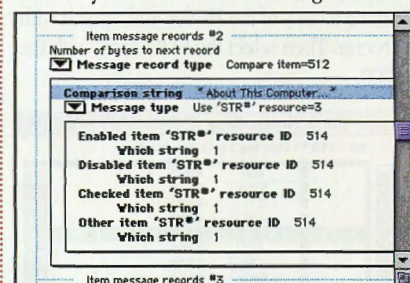 Item message records #2
Number of bytes to next record
Message record type Compare item=512
Comparison string "About This Computer..."
Message type Use 'STR#' resource=3
Enabled item 'STR#' resource ID 514
Which string 1
Disabled item 'STR#' resource ID 514
Which string 1
Checked item 'STR#' resource ID 514
Which string 1
Other item 'STR#' resource ID 514
Which string 1
Item message records #3